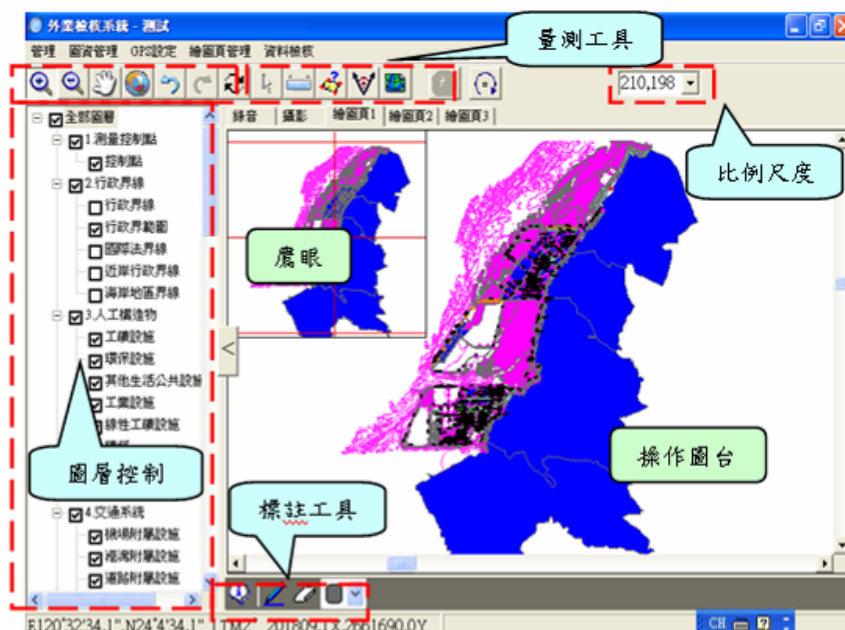 外業檢核系統 - 測試
管理 圖資管理 GPS設定 繪圖頁管理 資料檢核
量測工具
210,198
比例尺度
錄音 攝影 繪圖頁1 繪圖頁2 繪圖頁3
全部圖層
1.測量控制點
控制點
2.行政界線
行政界線
行政界範圍
國際法界線
近岸行政界線
海岸地區界線
3.人工構造物
工礦設施
環保設施
其他生活公共設施
工業設施
線性工礦設施
圖層控制
4.交通系統
機場附屬設施
港灣附屬設施
道路附屬設施
鷹眼
操作圖台
標註工具
E120°32'34.1",N24°4'34.1"
201809.1X,2661690.0Y
CH